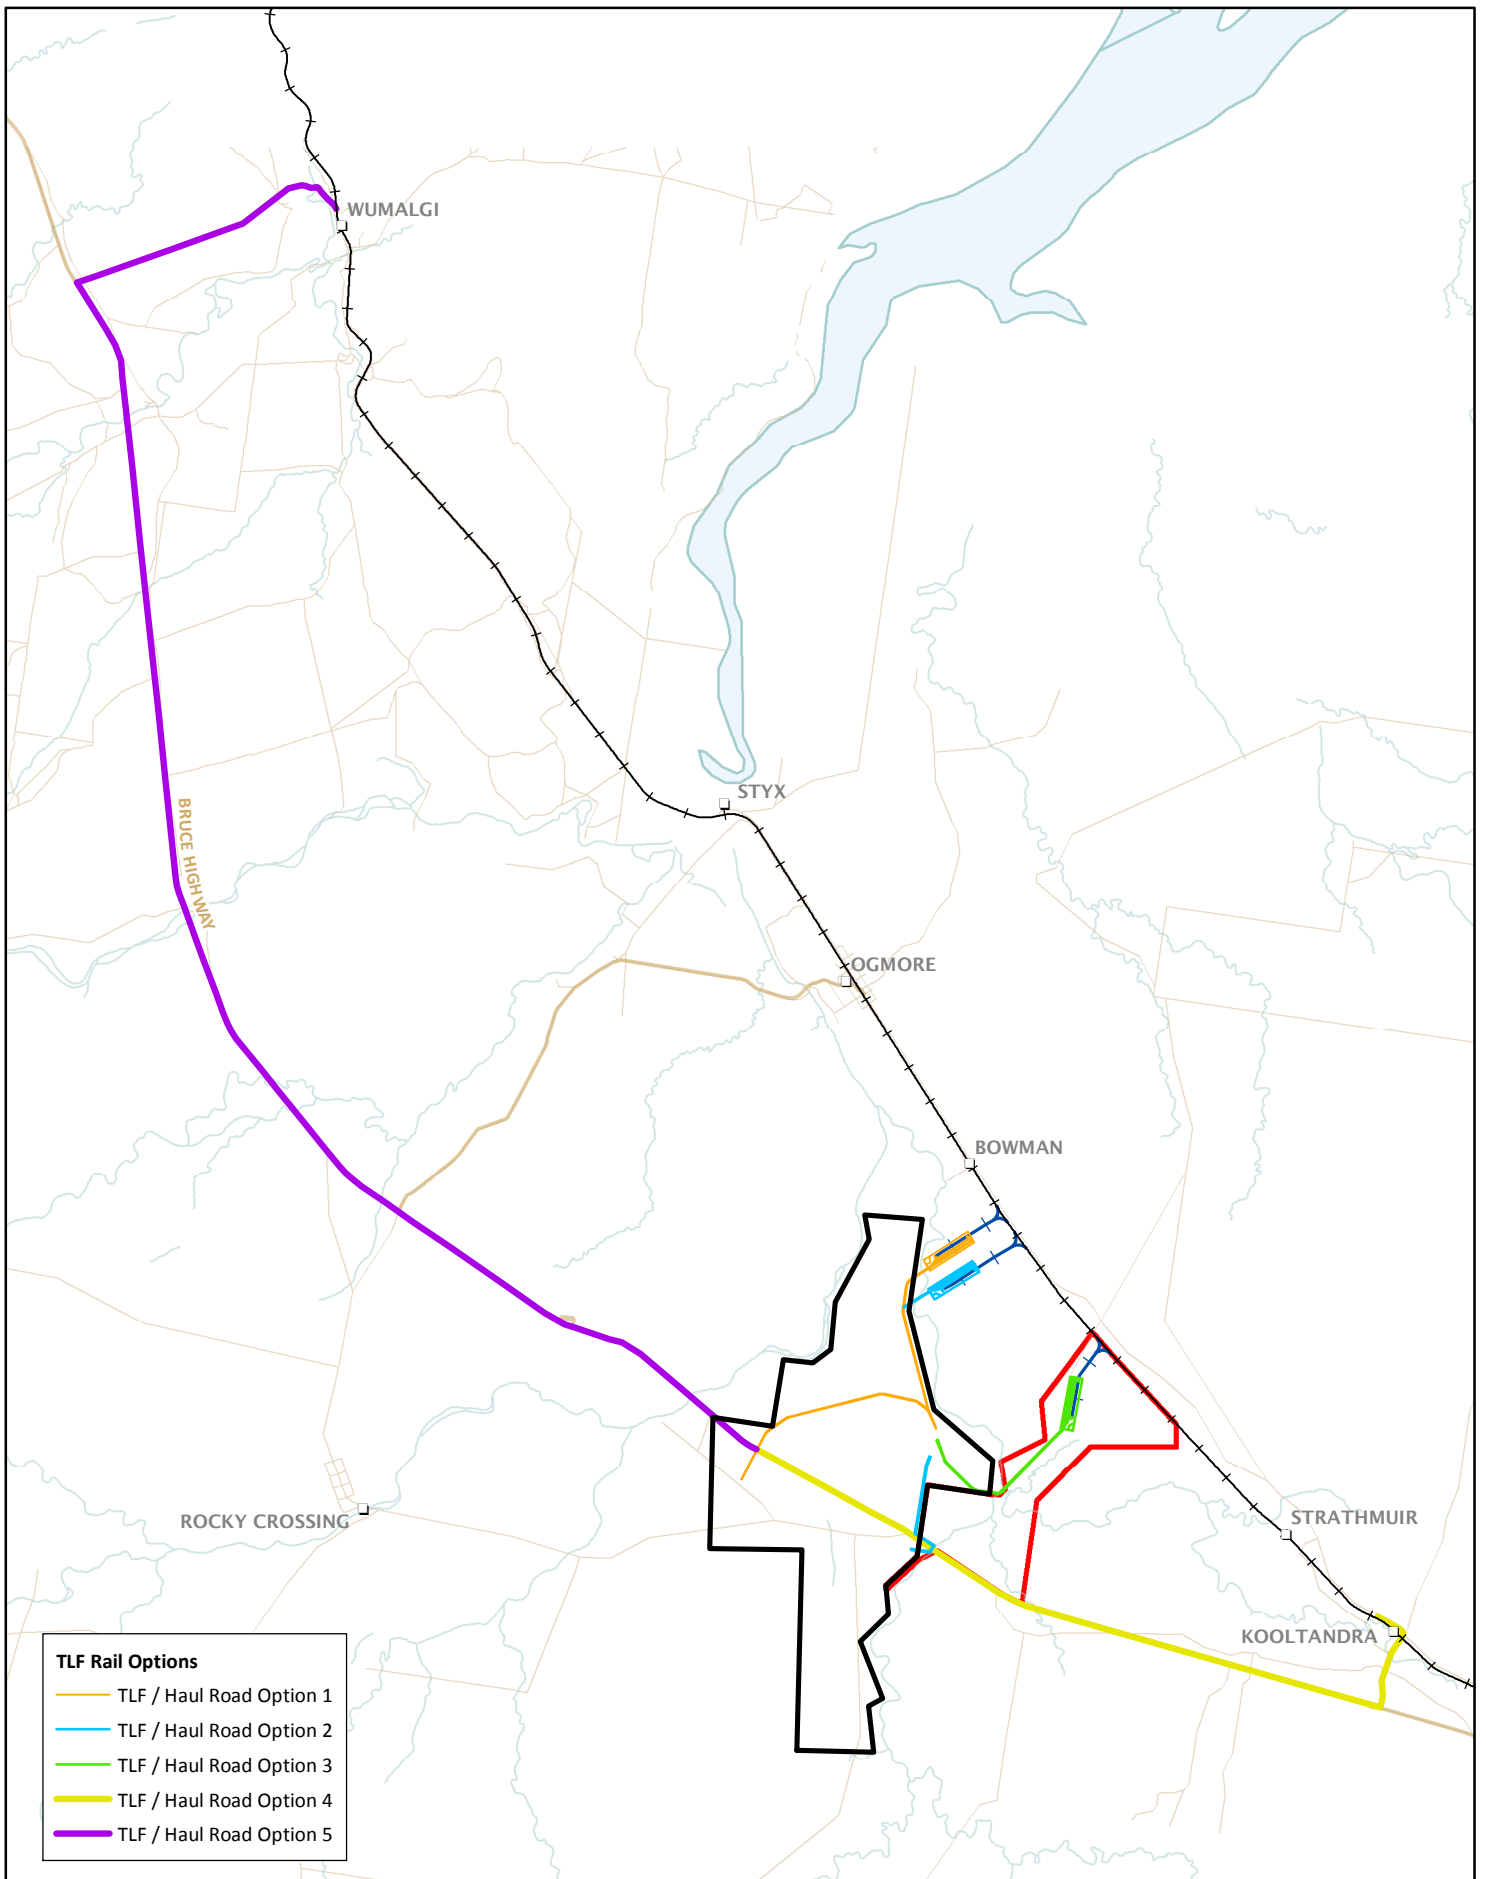 WUMALGI
STYX
BRUCE HIGHWAY
OGMORE
BOWMAN
ROCKY CROSSING
STRATHMUIR
KOOLTANDRA
TLF Rail Options
TLF / Haul Road Option 1
TLF / Haul Road Option 2
TLF / Haul Road Option 3
TLF / Haul Road Option 4
TLF / Haul Road Option 5